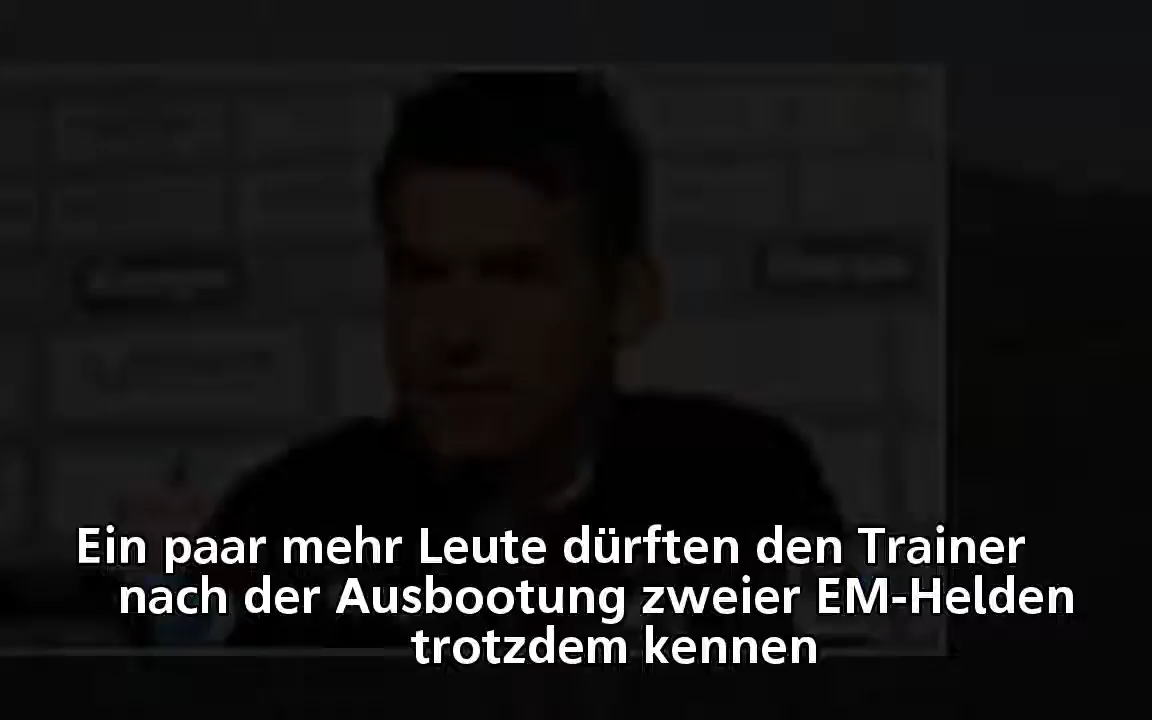 Ein paar mehr Leute dürften den Trainer
nach der Ausbootung zweier EM-Helden
trotzdem kennen